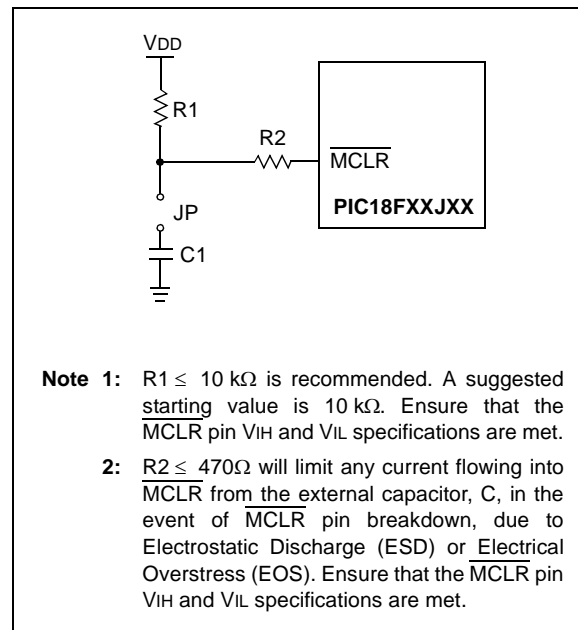 VDD
R1
R2
MCLR
JP
PIC18FXXJXX
C1
Note 1: R1 ≤ 10 kΩ is recommended. A suggested
starting value is 10 kΩ. Ensure that the
MCLR pin VIH and VIL specifications are met.
2: R2 ≤ 470Ω will limit any current flowing into
MCLR from the external capacitor, C, in the
event of MCLR pin breakdown, due to
Electrostatic Discharge (ESD) or Electrical
Overstress (EOS). Ensure that the MCLR pin
VIH and VIL specifications are met.